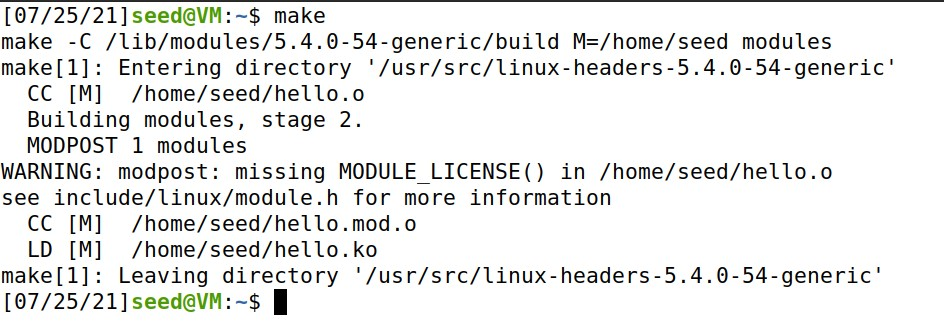 [07/25/21]seed@VM:~$ make
make -C /lib/modules/5.4.0-54-generic/build M=/home/seed modules
make[1]: Entering directory '/usr/src/linux-headers-5.4.0-54-generic'
  CC [M]  /home/seed/hello.o
  Building modules, stage 2.
  MODPOST 1 modules
WARNING: modpost: missing MODULE_LICENSE() in /home/seed/hello.o
see include/linux/module.h for more information
  CC [M]  /home/seed/hello.mod.o
  LD [M]  /home/seed/hello.ko
make[1]: Leaving directory '/usr/src/linux-headers-5.4.0-54-generic'
[07/25/21]seed@VM:~$